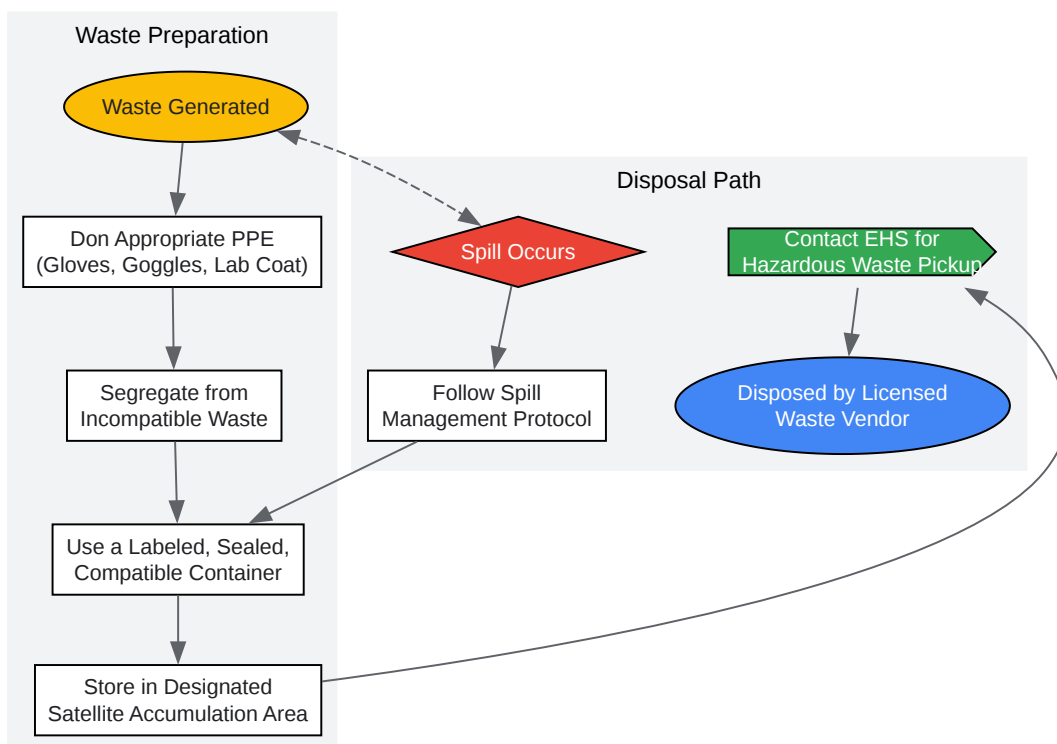 Waste Preparation
Waste Generated
Don Appropriate PPE
(Gloves, Goggles, Lab Coat)
Segregate from
Incompatible Waste
Use a Labeled, Sealed,
Compatible Container
Store in Designated
Satellite Accumulation Area
Disposal Path
Spill Occurs
Follow Spill
Management Protocol
Contact EHS for
Hazardous Waste Pickup
Disposed by Licensed
Waste Vendor